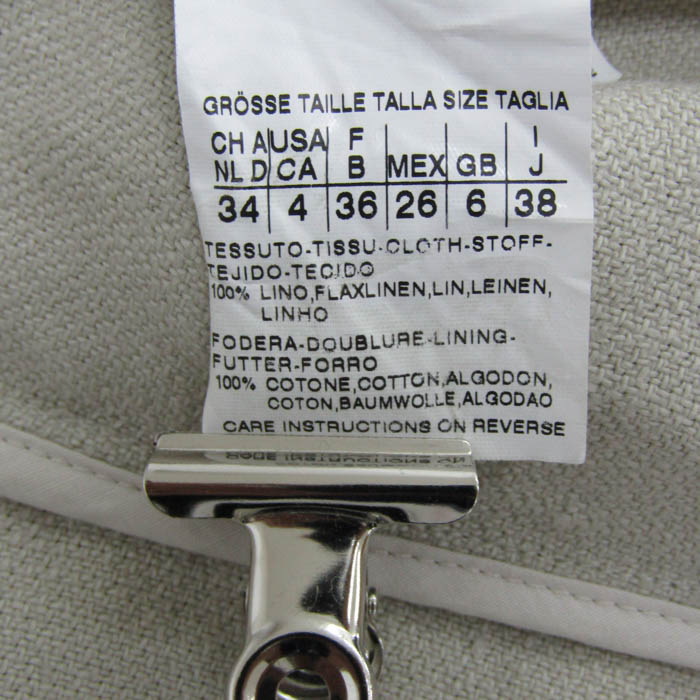 GRÖSSE TAILLE TALLA SIZE TAGLIA
CH A USA F I
NL D CA B MEX GB J
34 4 36 26 6 38
TESSUTO-TISSU-CLOTH-STOFF-
TEJIDO-TECIDO
100% LINO,FLAXLINEN,LIN,LEINEN,
LINHO
FODERA-DOUBLURE-LINING-
FUTTER-FORRO
100% COTONE,COTTON,ALGODON,
COTON,BAUMWOLLE,ALGODAO
CARE INSTRUCTIONS ON REVERSE